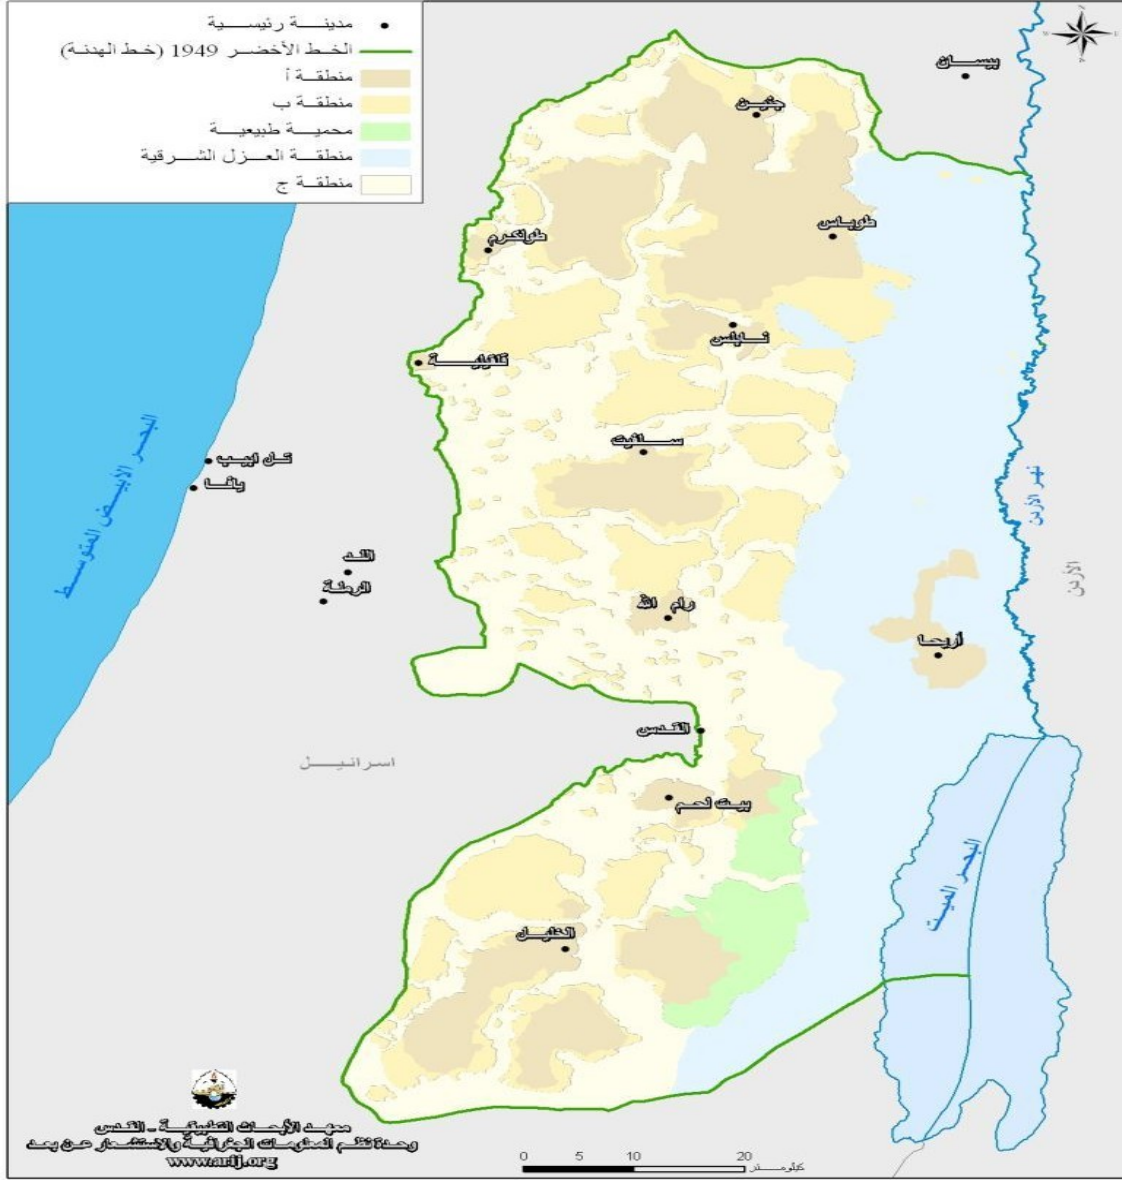 مدينة رئيسية
الخط الأخضر 1949 (خط الهدنة)
منطقة أ
منطقة ب
محمية طبيعية
منطقة العزل الشرقية
منطقة ج
بيسان
جنين
طوباس
طولكرم
نابلس
قلقيلية
سلفيت
تل ابيب
يافا
البحر الأبيض المتوسط
نهر الأردن
الأردن
اللد
الرملة
رام الله
أريحا
القدس
اسرائيل
بيت لحم
البحر الميت
الخليل
معهد الأبحاث التطبيقية - القدس
وحدة نظم المعلومات الجغرافية والاستشعار عن بعد
www.arij.org
0 5 10 20
كيلومتر